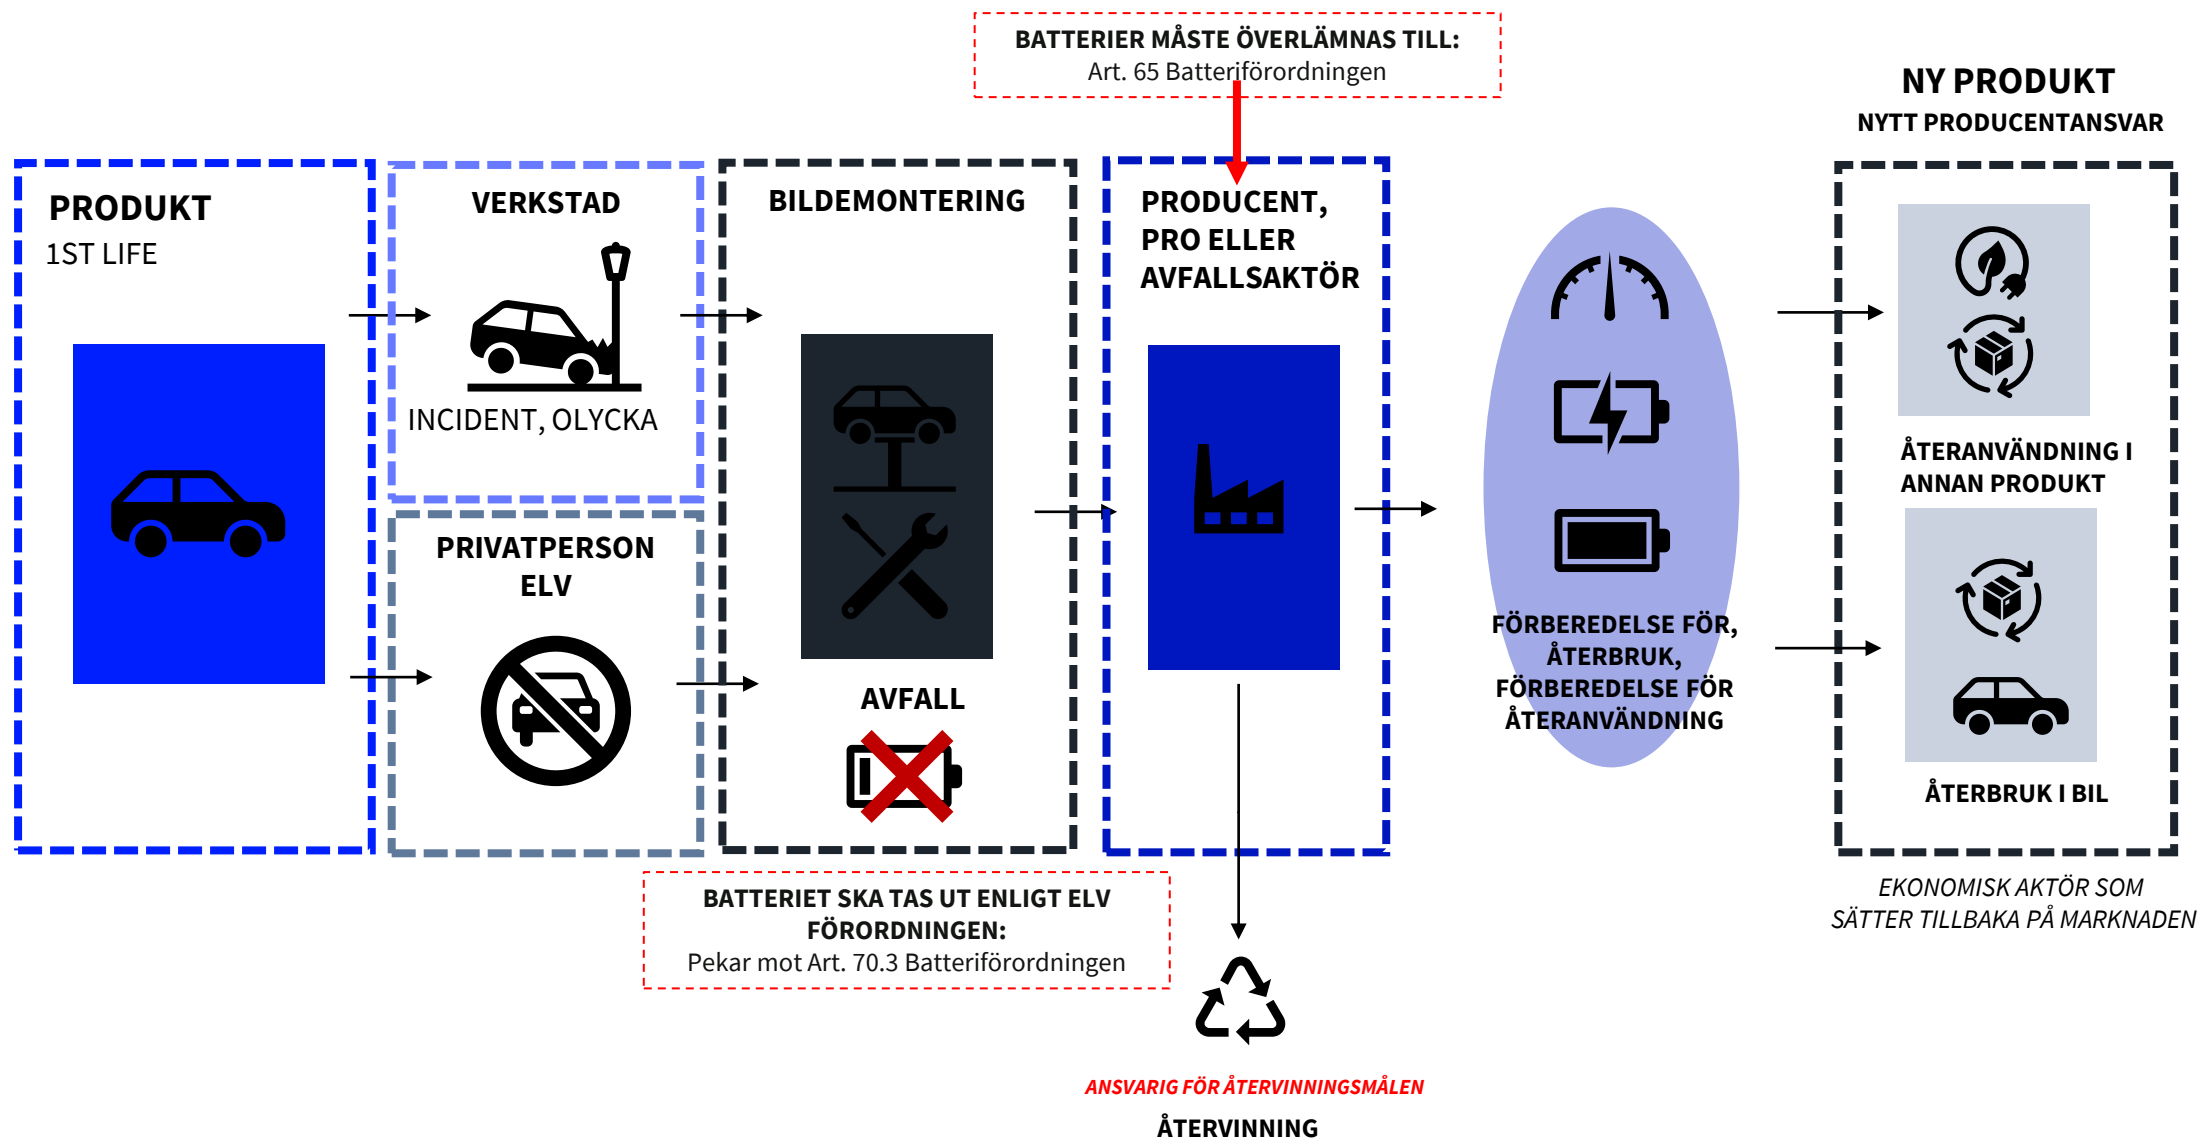 BATTERIER MÅSTE ÖVERLÄMNAS TILL:
Art. 65 Batteriförordningen
NY PRODUKT
NYTT PRODUCENTANSVAR
PRODUKT
1ST LIFE
VERKSTAD
INCIDENT, OLYCKA
PRIVATPERSON
ELV
BILDEMONTERING
AVFALL
PRODUCENT,
PRO ELLER
AVFALLSAKTÖR
FÖRBEREDELSE FÖR,
ÅTERBRUK,
FÖRBEREDELSE FÖR
ÅTERANVÄNDNING
ÅTERANVÄNDNING I
ANNAN PRODUKT
ÅTERBRUK I BIL
EKONOMISK AKTÖR SOM
SÄTTER TILLBAKA PÅ MARKNADEN
BATTERIET SKA TAS UT ENLIGT ELV
FÖRORDNINGEN:
Pekar mot Art. 70.3 Batteriförordningen
ANSVARIG FÖR ÅTERVINNINGSMÅLEN
ÅTERVINNING